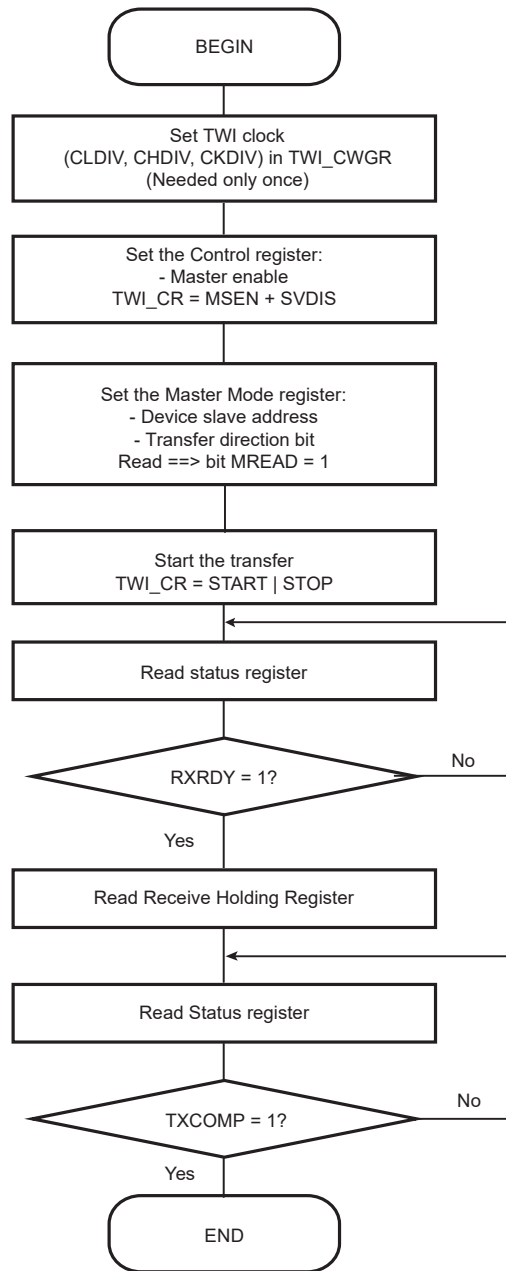 BEGIN
Set TWI clock
(CLDIV, CHDIV, CKDIV) in TWI_CWGR
(Needed only once)
Set the Control register:
- Master enable
TWI_CR = MSEN + SVDIS
Set the Master Mode register:
- Device slave address
- Transfer direction bit
Read ==> bit MREAD = 1
Start the transfer
TWI_CR = START | STOP
Read status register
RXRDY = 1?
No
Yes
Read Receive Holding Register
Read Status register
TXCOMP = 1?
No
Yes
END